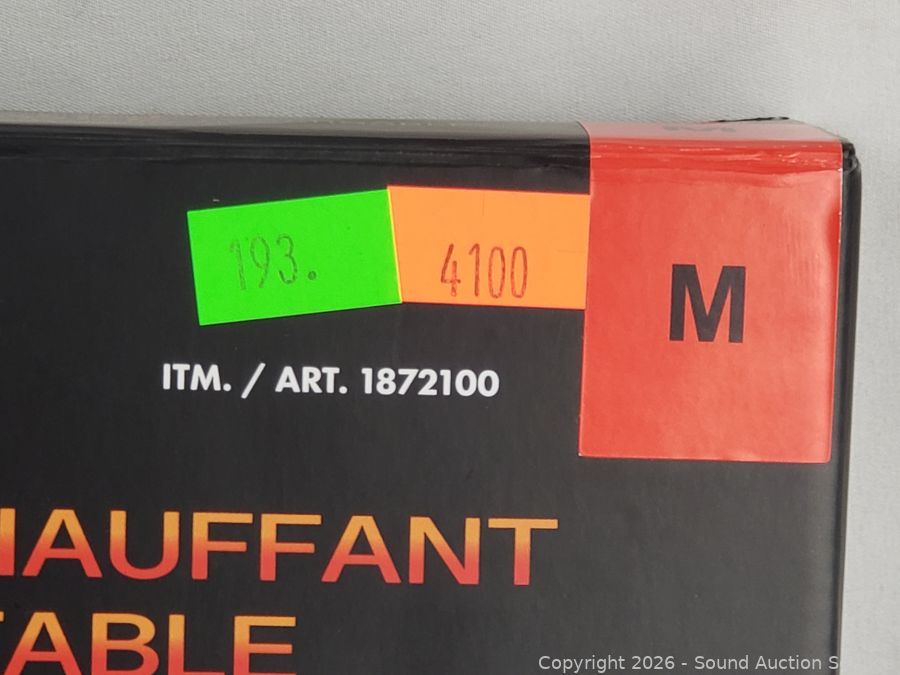 193.
4100
M
ITM. / ART. 1872100
HAUFFANT
TABLE
Copyright 2026 - Sound Auction S